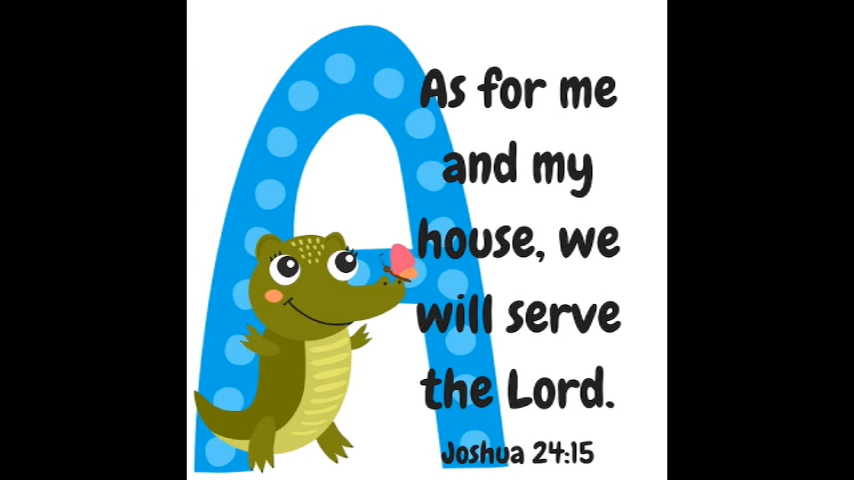 A
As for me
and my
house, we
will serve
the Lord.
Joshua 24:15